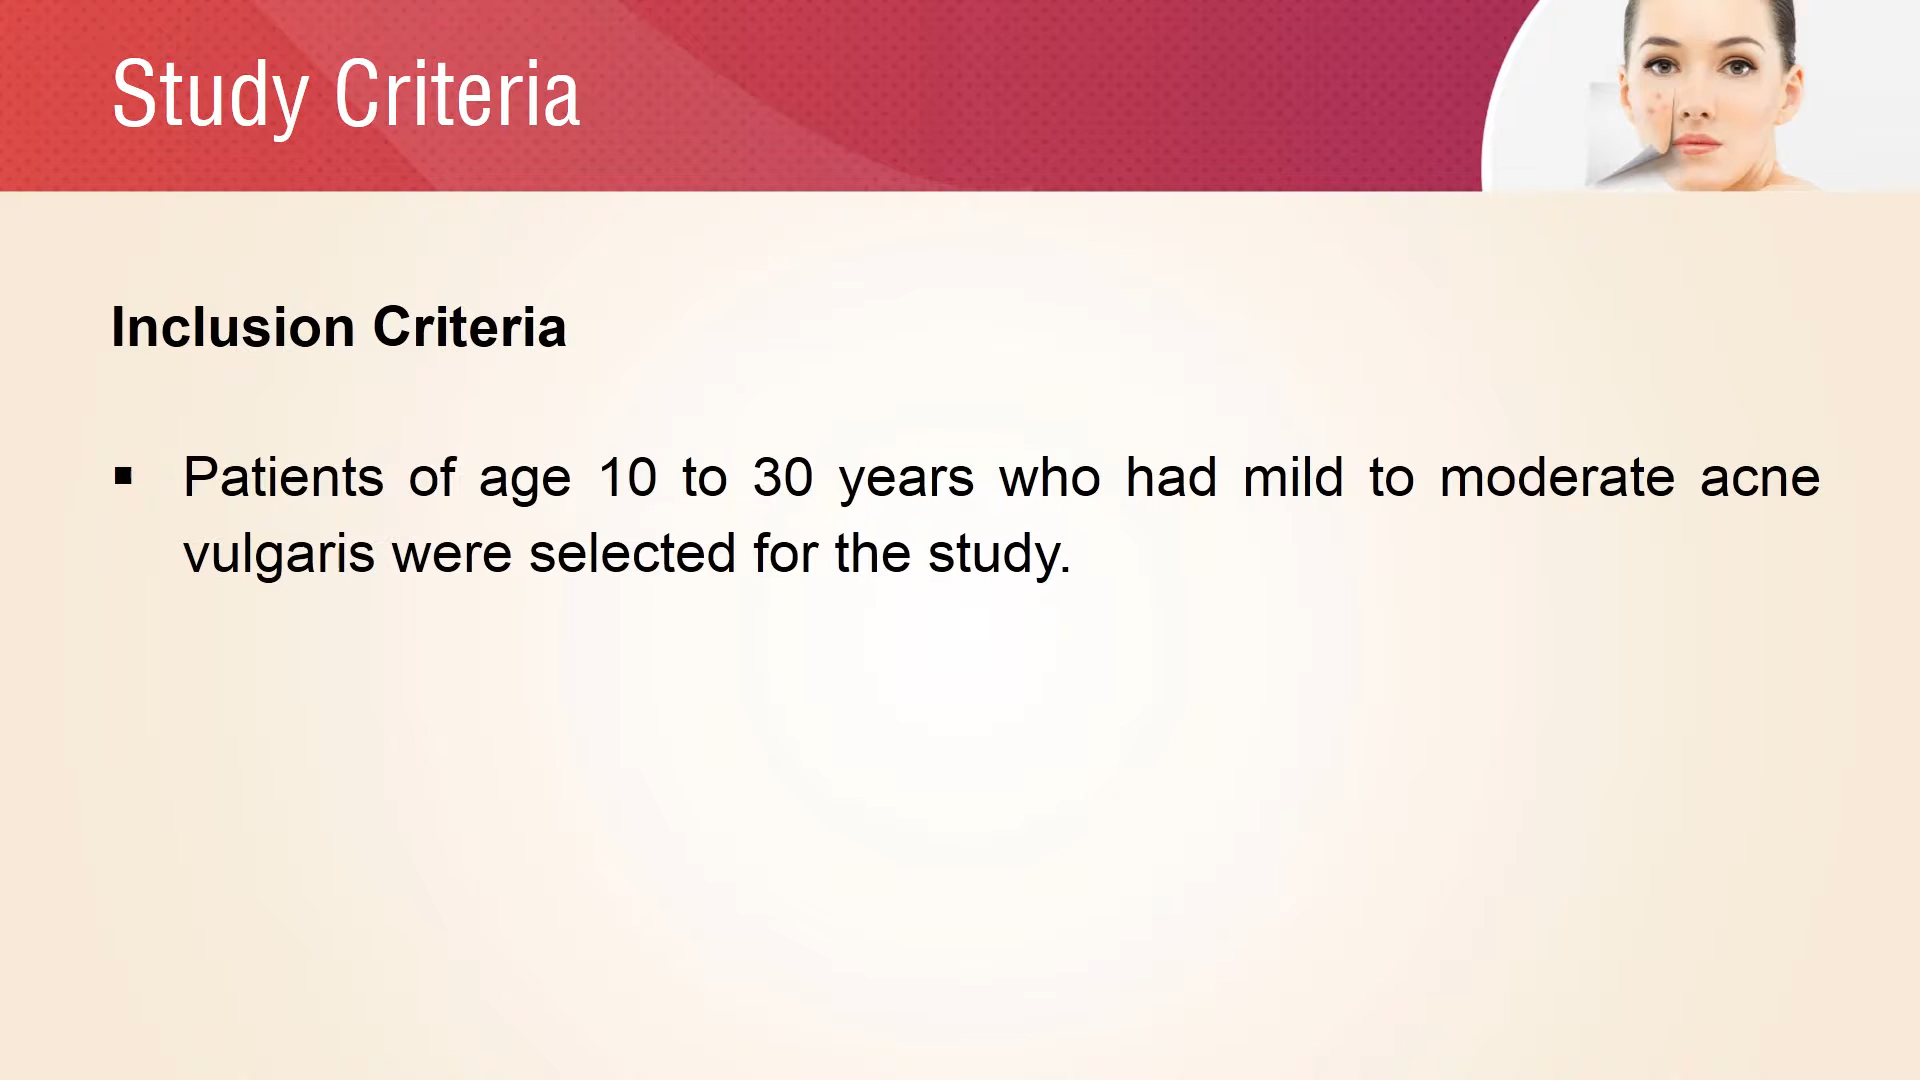 Study Criteria
Inclusion Criteria
▪ Patients of age 10 to 30 years who had mild to moderate acne
vulgaris were selected for the study.